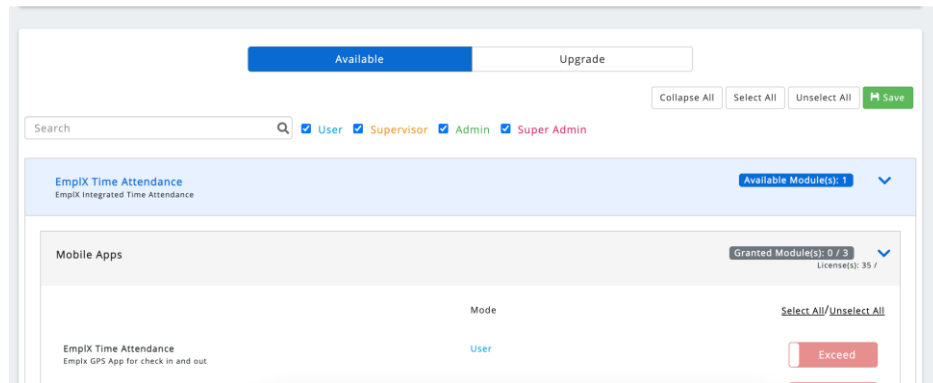 Available Upgrade
Collapse All Select All Unselect All Save
Search User Supervisor Admin Super Admin
EmplX Time Attendance Available Module(s): 1
EmplX Integrated Time Attendance
Mobile Apps Granted Module(s): 0 / 3
License(s): 35 /
Mode Select All/Unselect All
EmplX Time Attendance User Exceed
Emplx GPS App for check in and out